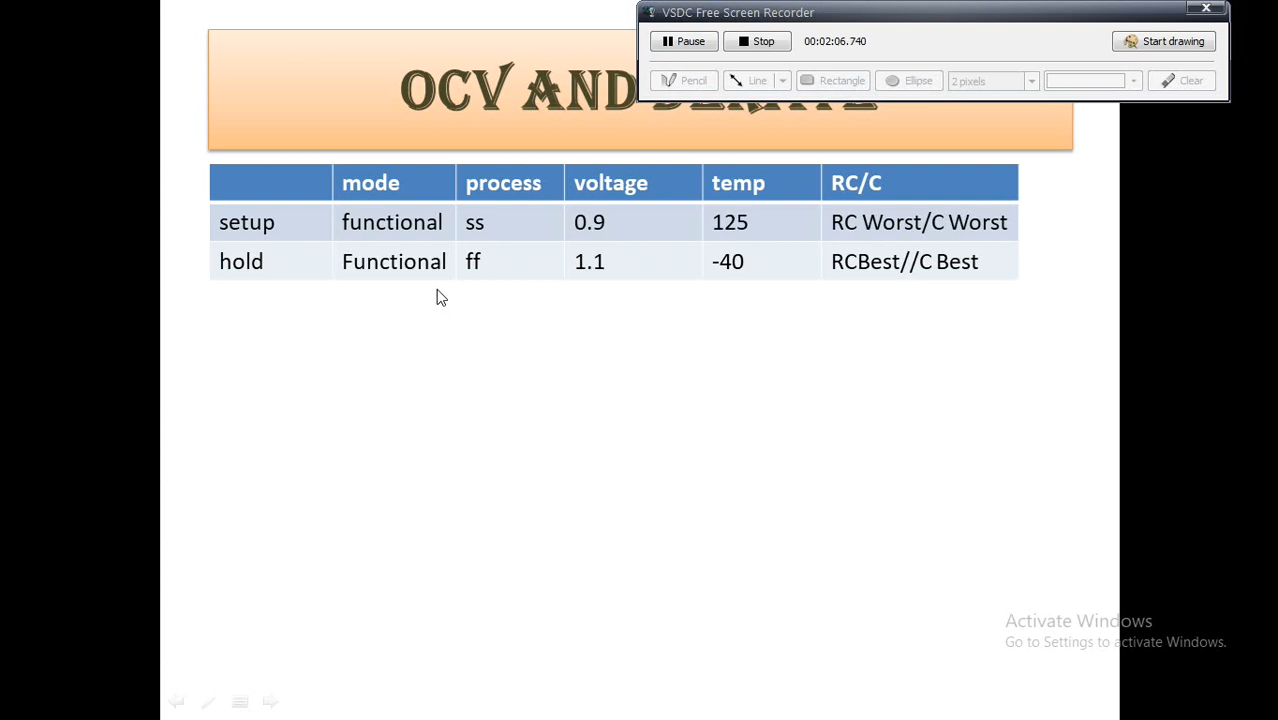 VSDC Free Screen Recorder
Pause Stop 00:02:06.740 Start drawing
Pencil Line Rectangle Ellipse 2 pixels Clear
OCV AND
mode process voltage temp RC/C
setup functional ss 0.9 125 RC Worst/C Worst
hold Functional ff 1.1 -40 RCBest//C Best
Activate Windows
Go to Settings to activate Windows.